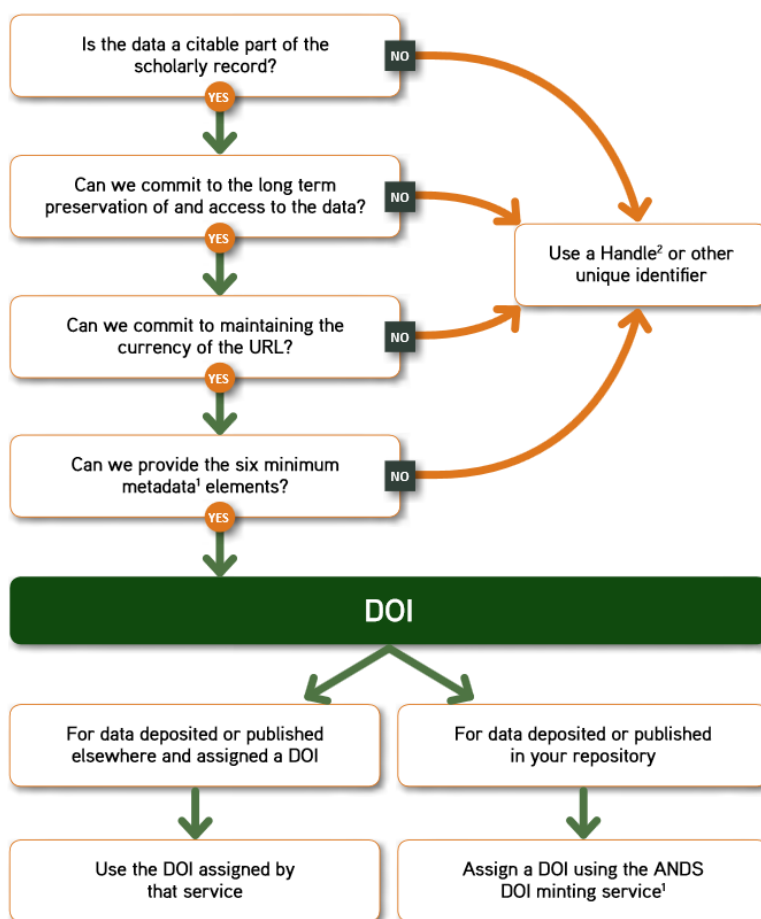 Is the data a citable part of the
scholarly record?
NO
YES
Can we commit to the long term
preservation of and access to the data?
NO
YES
Use a Handle² or other
unique identifier
Can we commit to maintaining the
currency of the URL?
NO
YES
Can we provide the six minimum
metadata¹ elements?
NO
YES
DOI
For data deposited or published
elsewhere and assigned a DOI
For data deposited or published
in your repository
Use the DOI assigned by
that service
Assign a DOI using the ANDS
DOI minting service¹